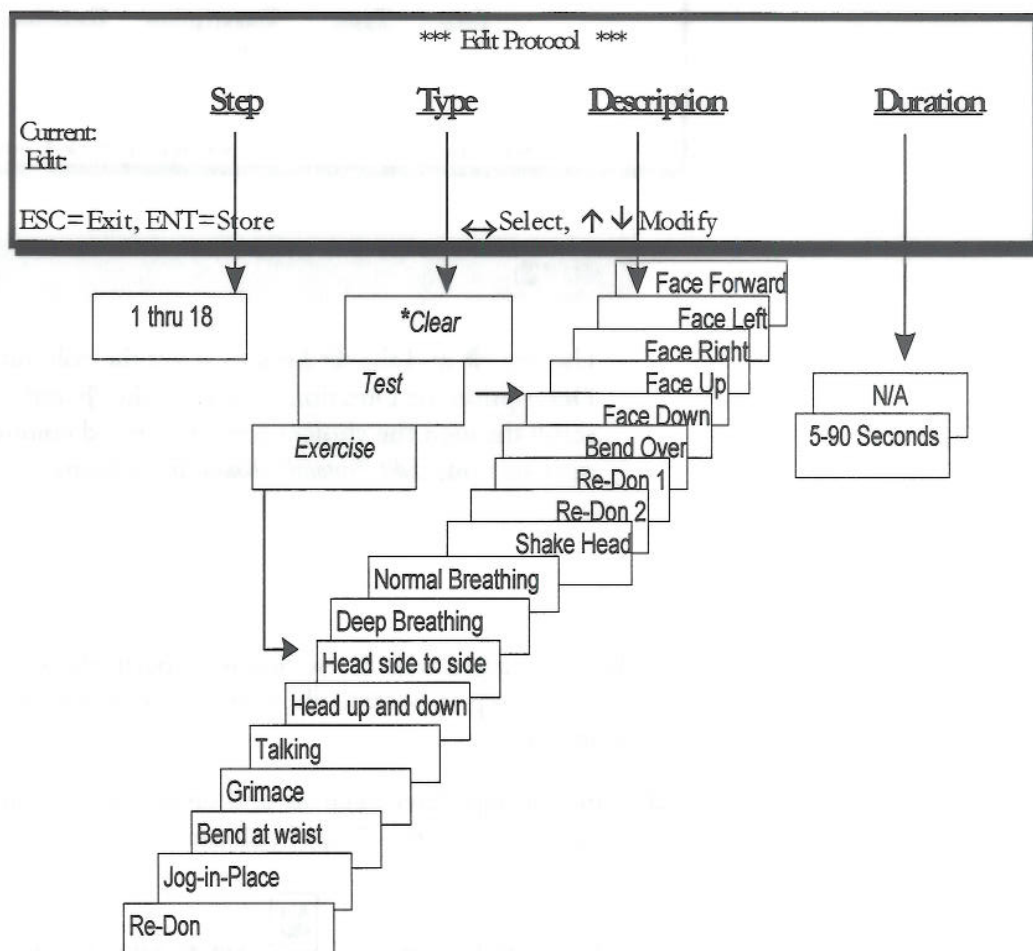 *** Edit Protocol ***
Step Type Description Duration
Current:
Edit:
ESC=Exit, ENT=Store ↔Select, ↑ ↓ Modify
1 thru 18
*Clear
Test
Exercise
Face Forward
Face Left
Face Right
Face Up
Face Down
Bend Over
Re-Don 1
Re-Don 2
Shake Head
N/A
5-90 Seconds
Normal Breathing
Deep Breathing
Head side to side
Head up and down
Talking
Grimace
Bend at waist
Jog-in-Place
Re-Don